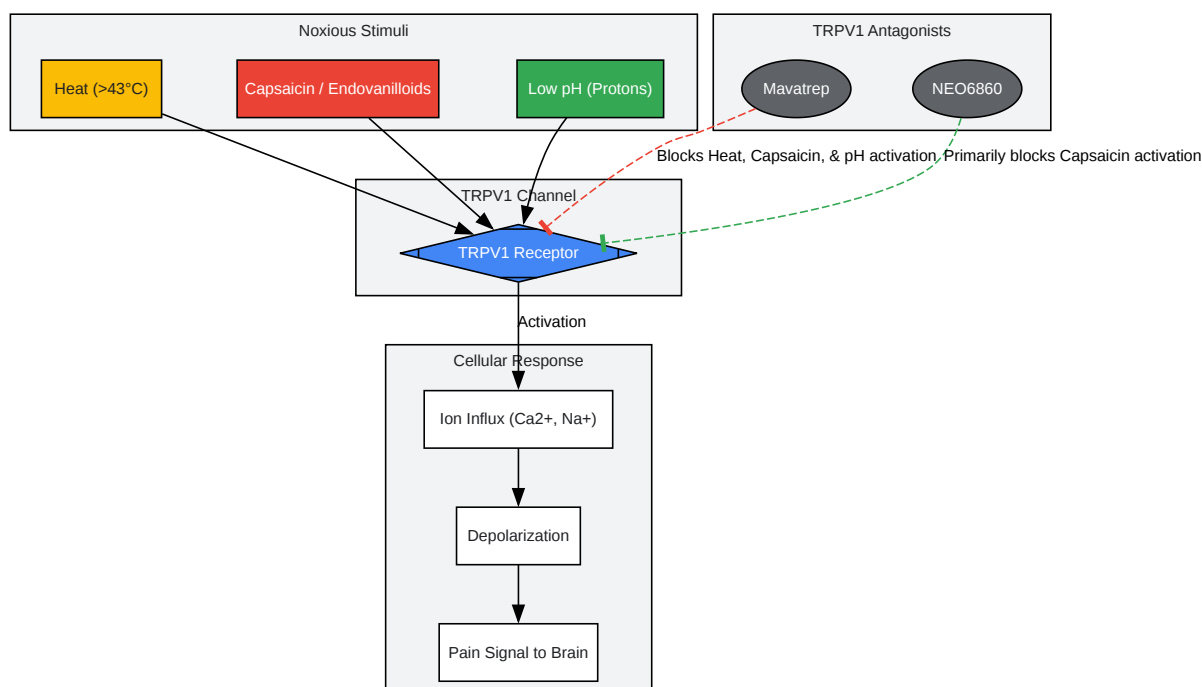 Noxious Stimuli
TRPV1 Antagonists
Heat (>43°C)
Capsaicin / Endovanilloids
Low pH (Protons)
Mavatrep
NEO6860
Blocks Heat, Capsaicin, & pH activation
Primarily blocks Capsaicin activation
TRPV1 Channel
TRPV1 Receptor
Activation
Cellular Response
Ion Influx (Ca2+, Na+)
Depolarization
Pain Signal to Brain